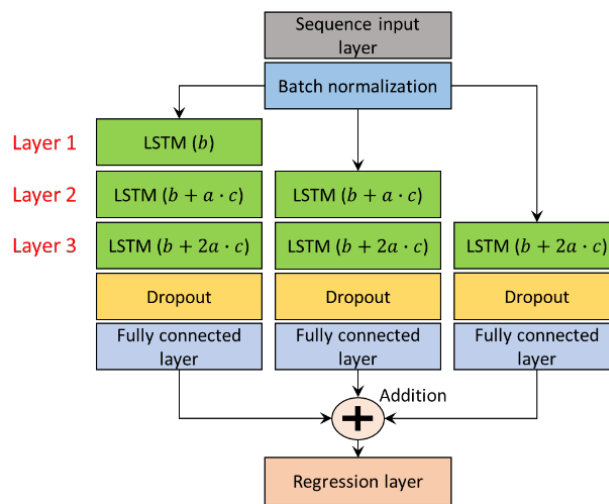 Sequence input
layer
Batch normalization
Layer 1
LSTM (b)
Layer 2
LSTM (b + a · c)
LSTM (b + a · c)
Layer 3
LSTM (b + 2a · c)
LSTM (b + 2a · c)
LSTM (b + 2a · c)
Dropout
Dropout
Dropout
Fully connected
layer
Fully connected
layer
Fully connected
layer
Addition
+
Regression layer